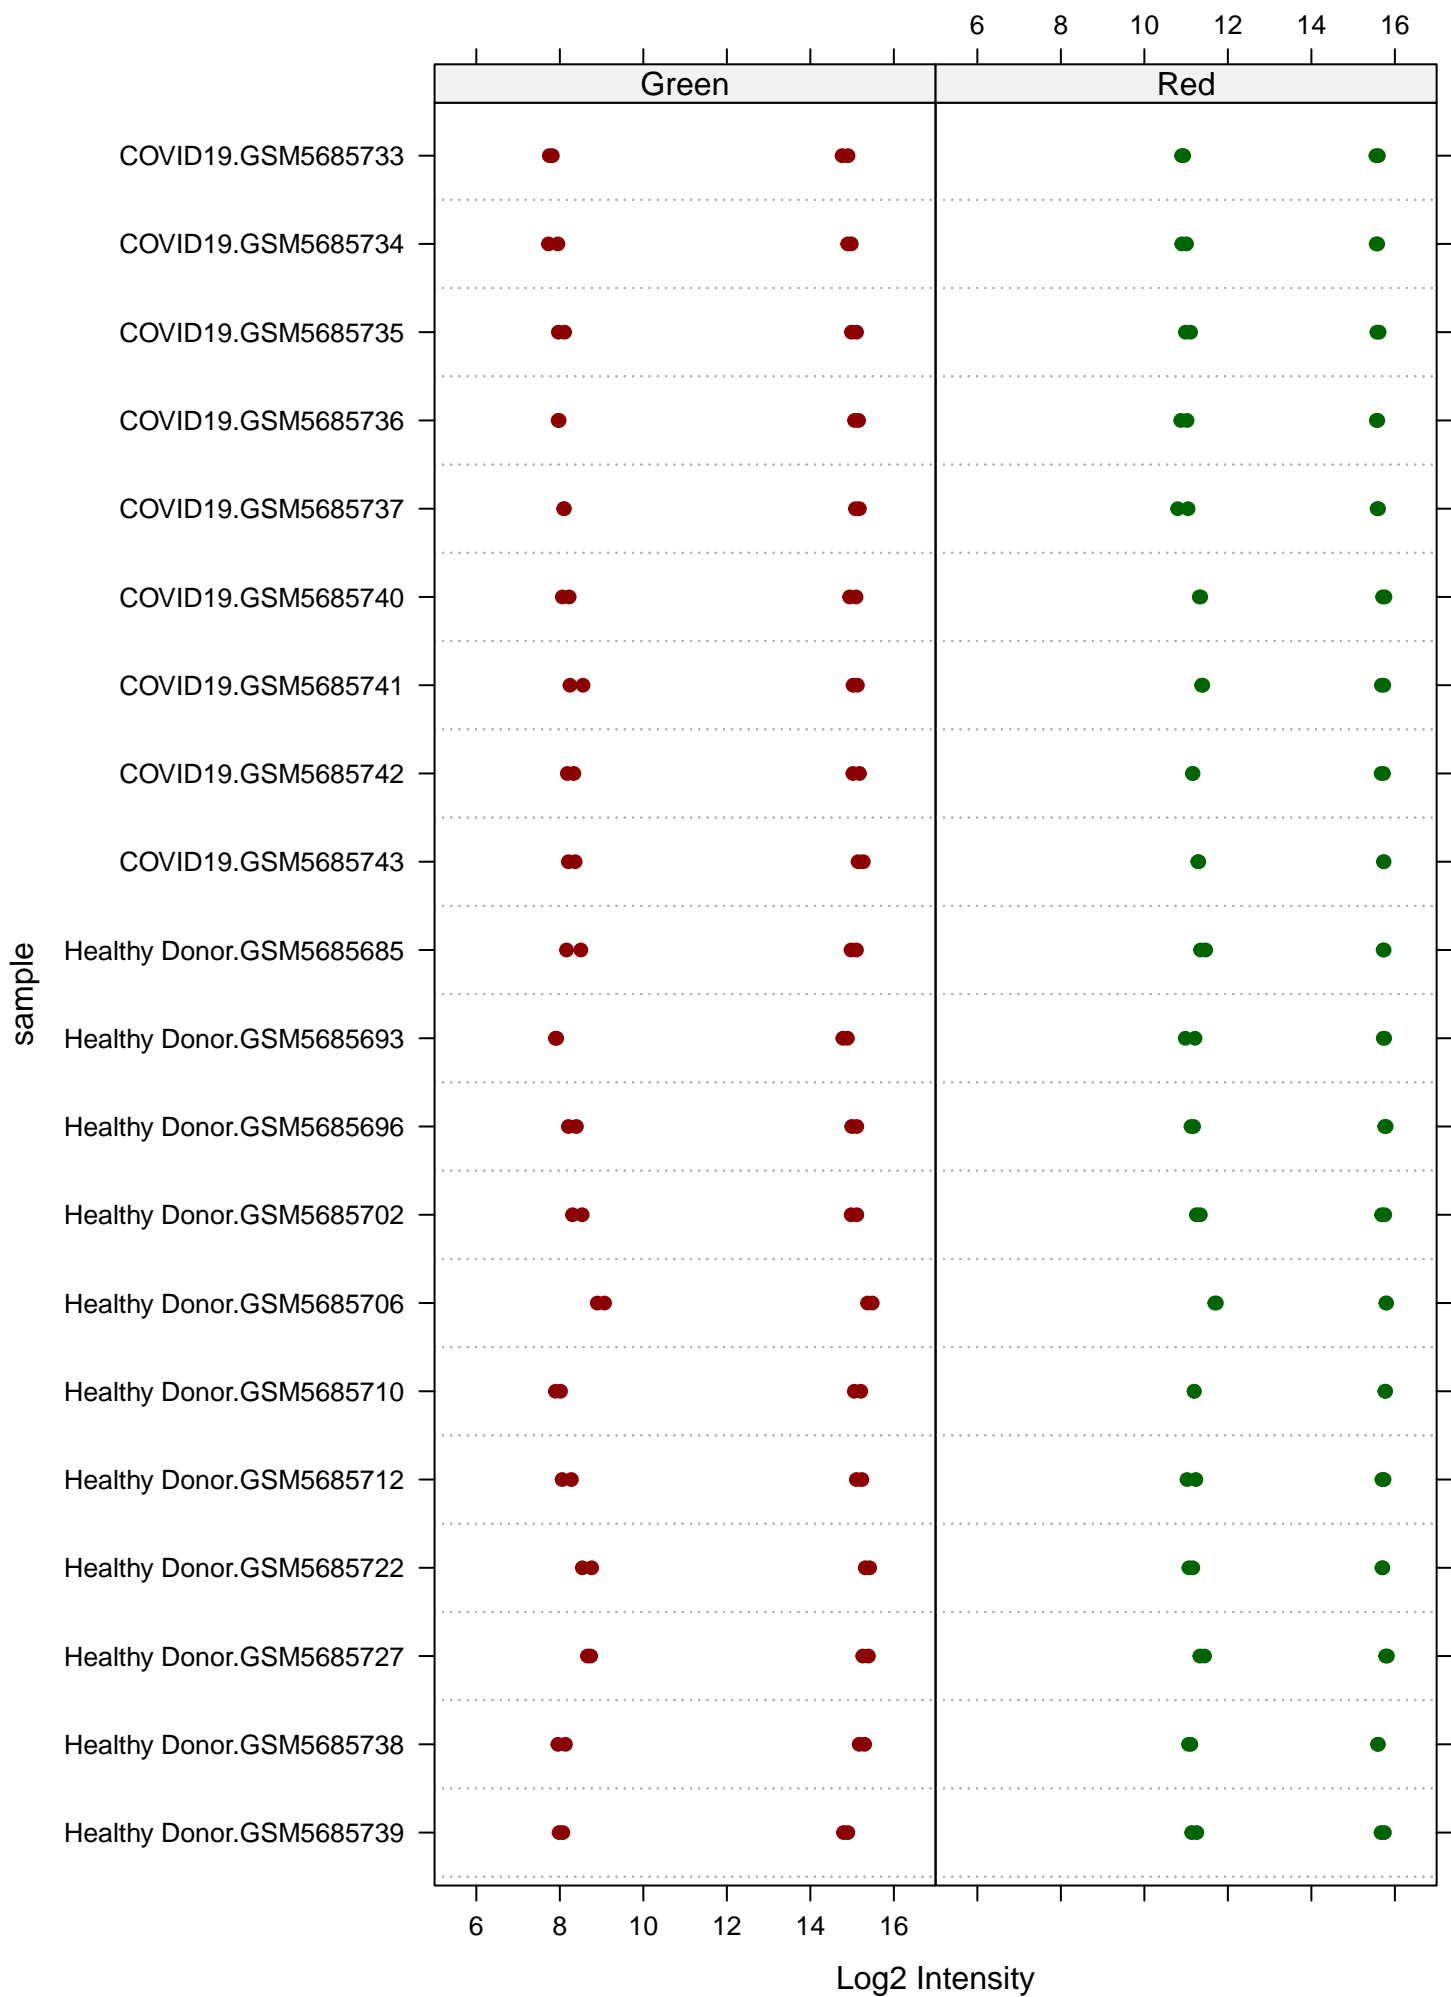 6 8 10 12 14 16
Green Red
COVID19.GSM5685733
COVID19.GSM5685734
COVID19.GSM5685735
COVID19.GSM5685736
COVID19.GSM5685737
COVID19.GSM5685740
COVID19.GSM5685741
COVID19.GSM5685742
COVID19.GSM5685743
Healthy Donor.GSM5685685
Healthy Donor.GSM5685693
Healthy Donor.GSM5685696
Healthy Donor.GSM5685702
Healthy Donor.GSM5685706
Healthy Donor.GSM5685710
Healthy Donor.GSM5685712
Healthy Donor.GSM5685722
Healthy Donor.GSM5685727
Healthy Donor.GSM5685738
Healthy Donor.GSM5685739
sample
6 8 10 12 14 16
Log2 Intensity